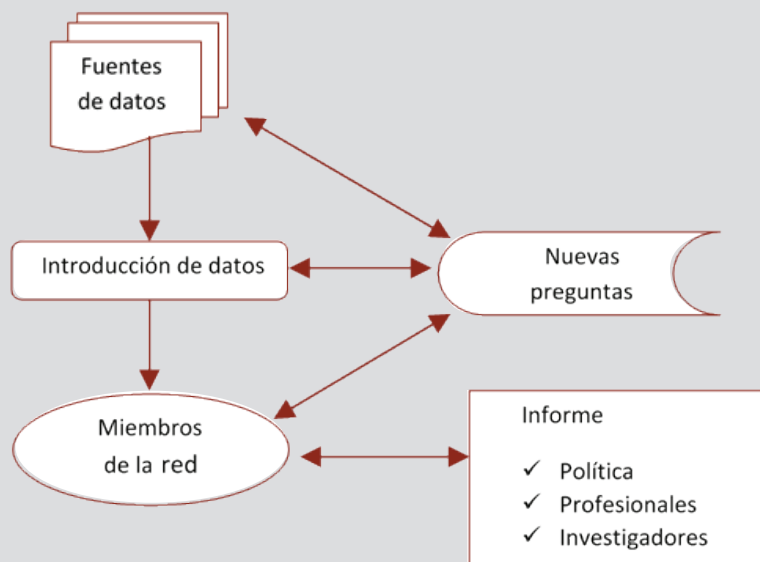 Fuentes
de datos
Introducción de datos
Nuevas
preguntas
Miembros
de la red
Informe
✓ Política
✓ Profesionales
✓ Investigadores